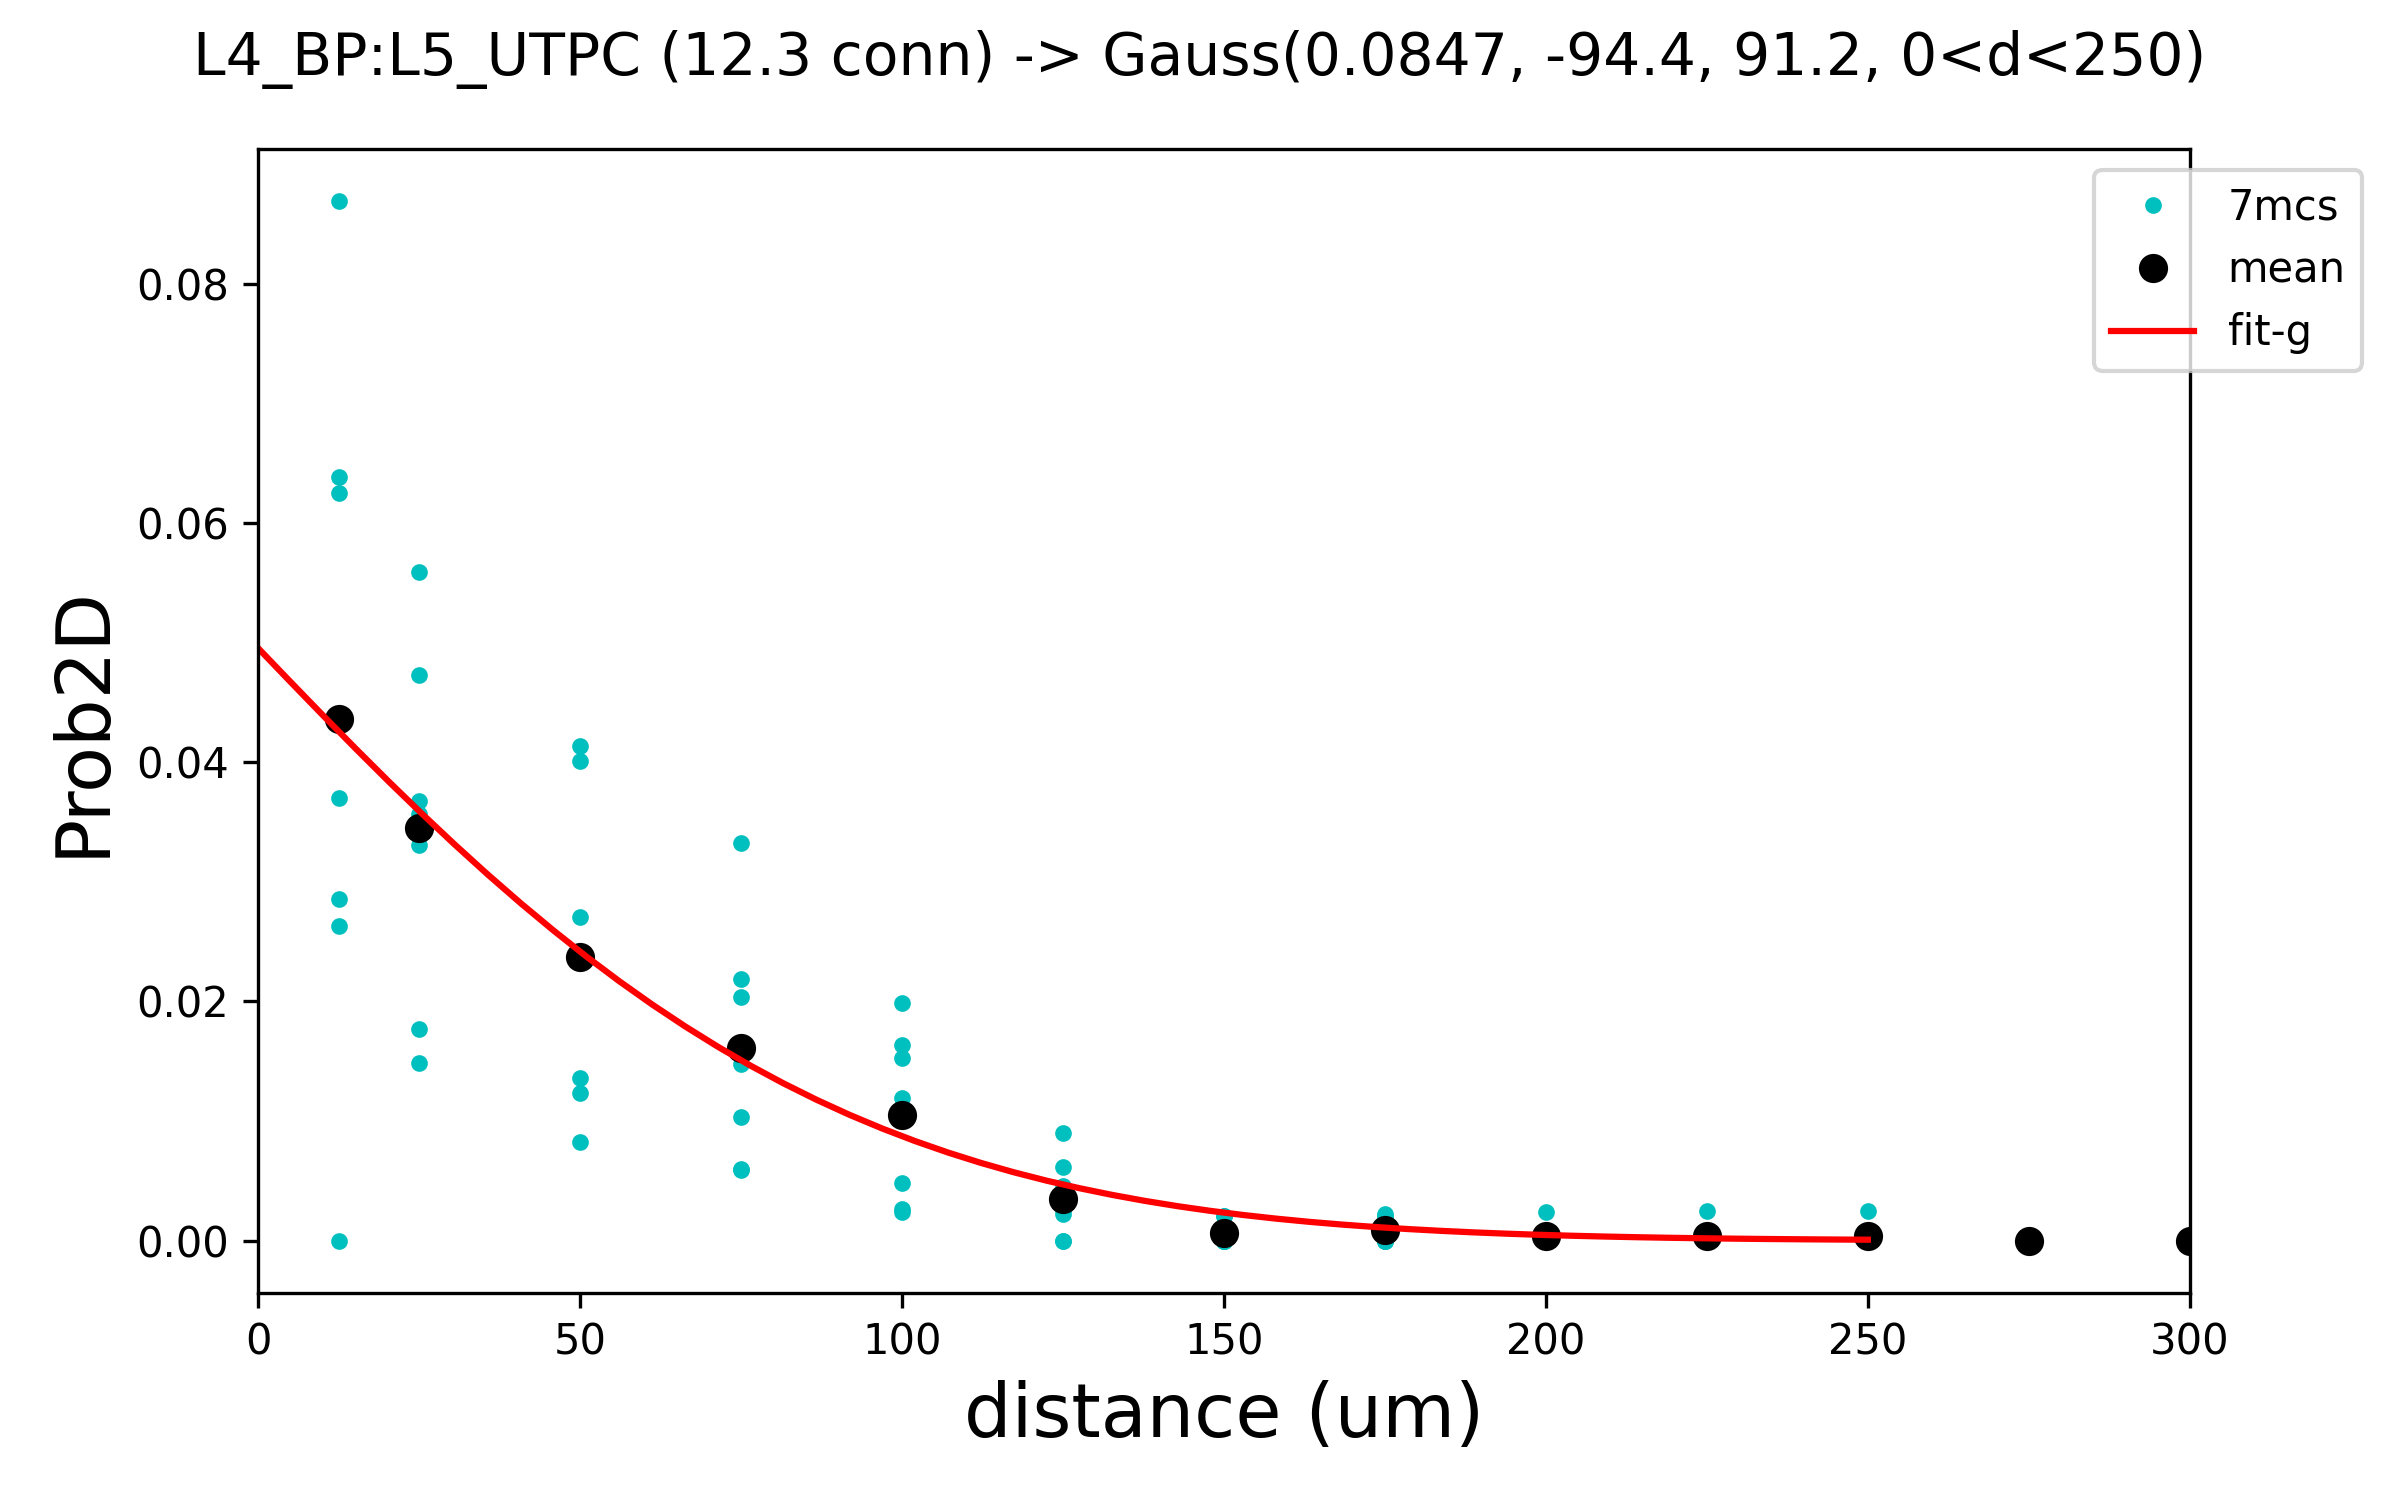 L4_BP:L5_UTPC (12.3 conn) -> Gauss(0.0847, -94.4, 91.2, 0<d<250)
7mcs
mean
fit-g
Prob2D
0.08
0.06
0.04
0.02
0.00
0 50 100 150 200 250 300
distance (um)